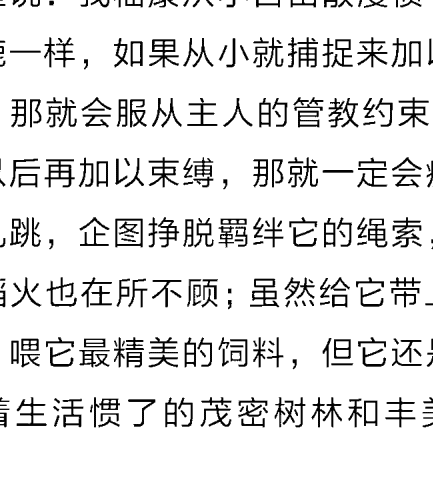 一样，如果从小就捕捉来加以
那就会服从主人的管教约束
以后再加以束缚，那就一定会
跳，企图挣脱羁绊它的绳索，
蹈火也在所不顾；虽然给它带上
喂它最精美的饲料，但它还是
着生活惯了的茂密树林和丰美